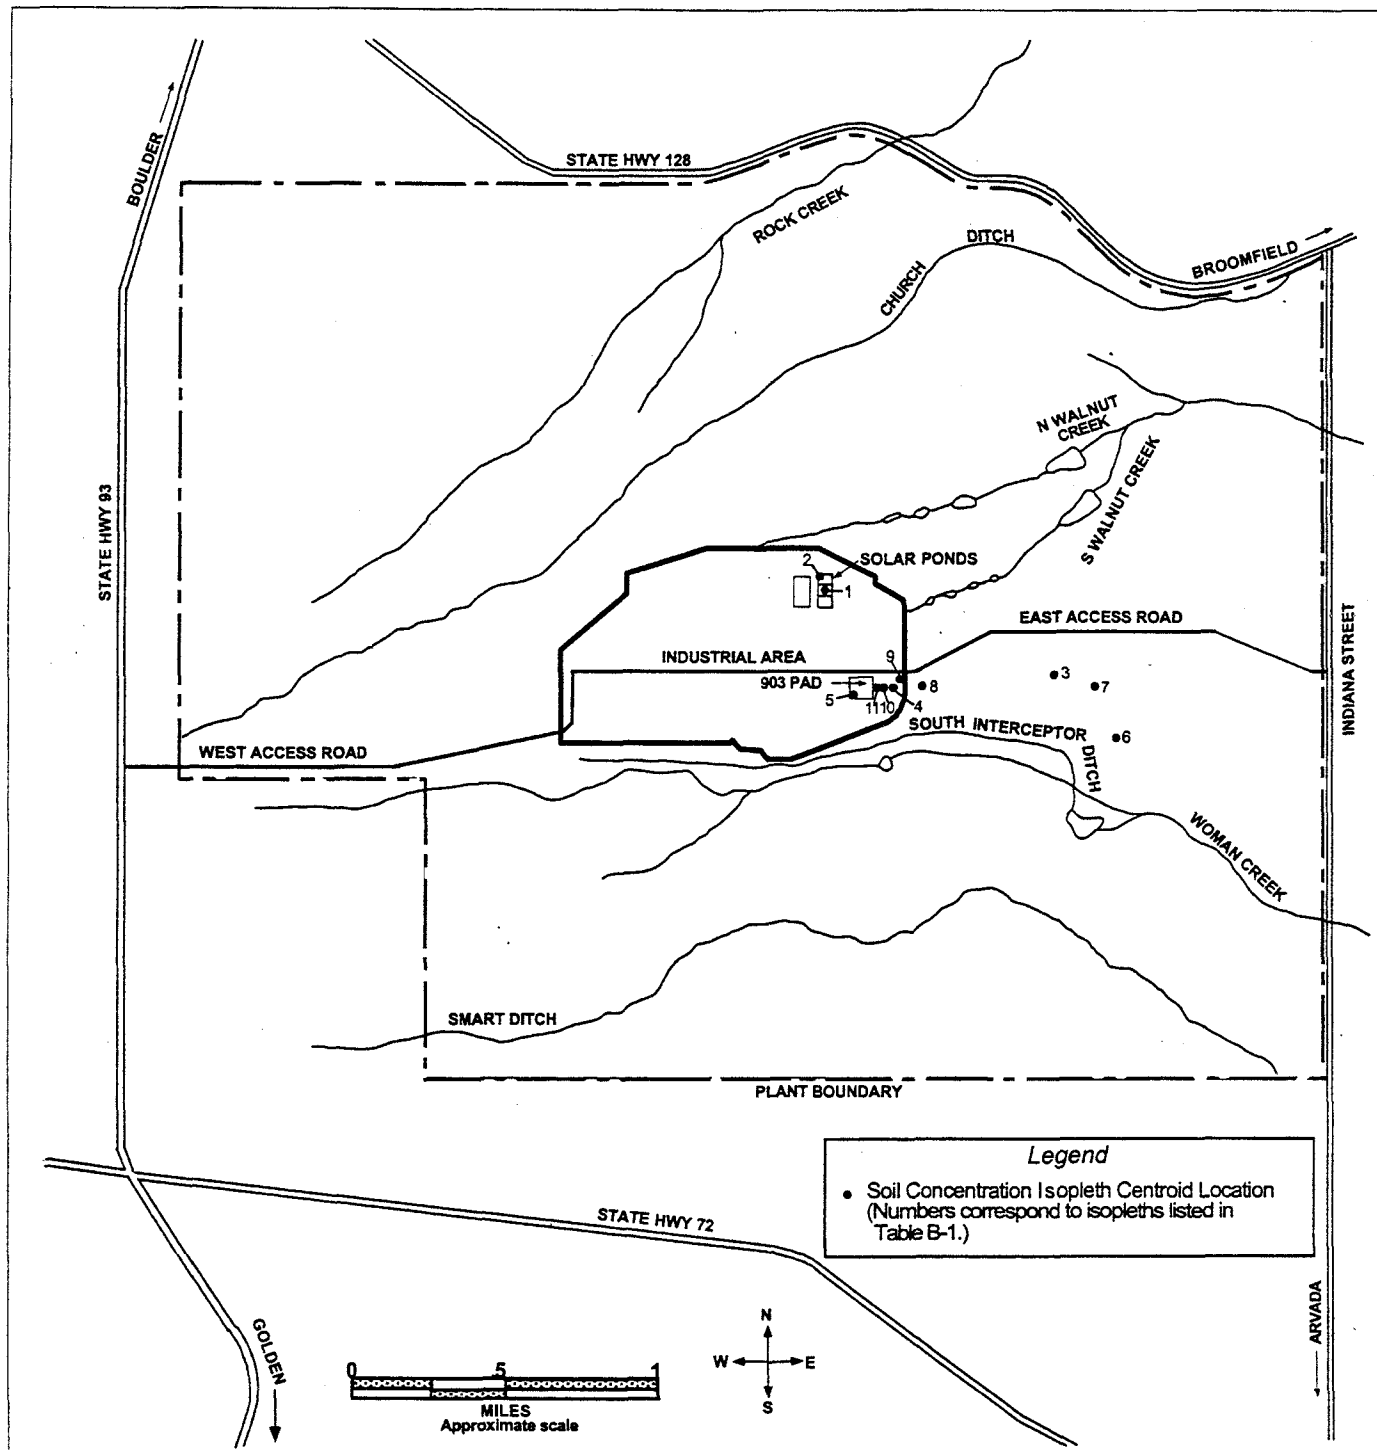 BOULDER
STATE HWY 128
ROCK CREEK
DITCH
CHURCH
BROOMFIELD
N WALNUT
CREEK
S WALNUT CREEK
STATE HWY 93
2
SOLAR PONDS
1
EAST ACCESS ROAD
INDIANA STREET
INDUSTRIAL AREA
9
903 PAD
8
3
7
5
11
10
4
SOUTH INTERCEPTOR
DITCH
6
WEST ACCESS ROAD
WOMAN CREEK
SMART DITCH
PLANT BOUNDARY
Legend
Soil Concentration Isopleth Centroid Location
(Numbers correspond to isopleths listed in
Table B-1.)
STATE HWY 72
GOLDEN
ARVADA
N
W
E
S
0
.5
1
MILES
Approximate scale